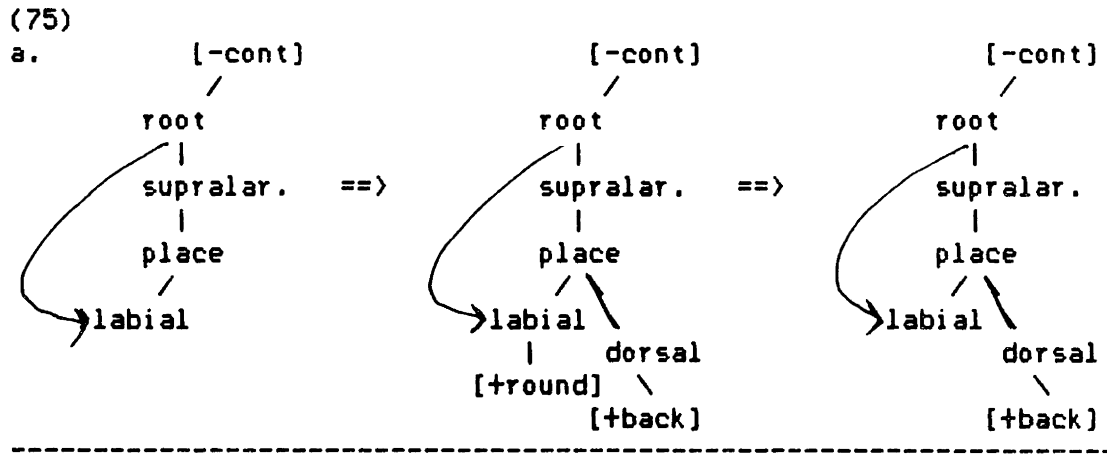 (75)
a. [-cont] [-cont] [-cont]
root root root
supralar. ==> supralar. ==> supralar.
place place place
labial labial labial
dorsal dorsal
[+round]
[+back] [+back]